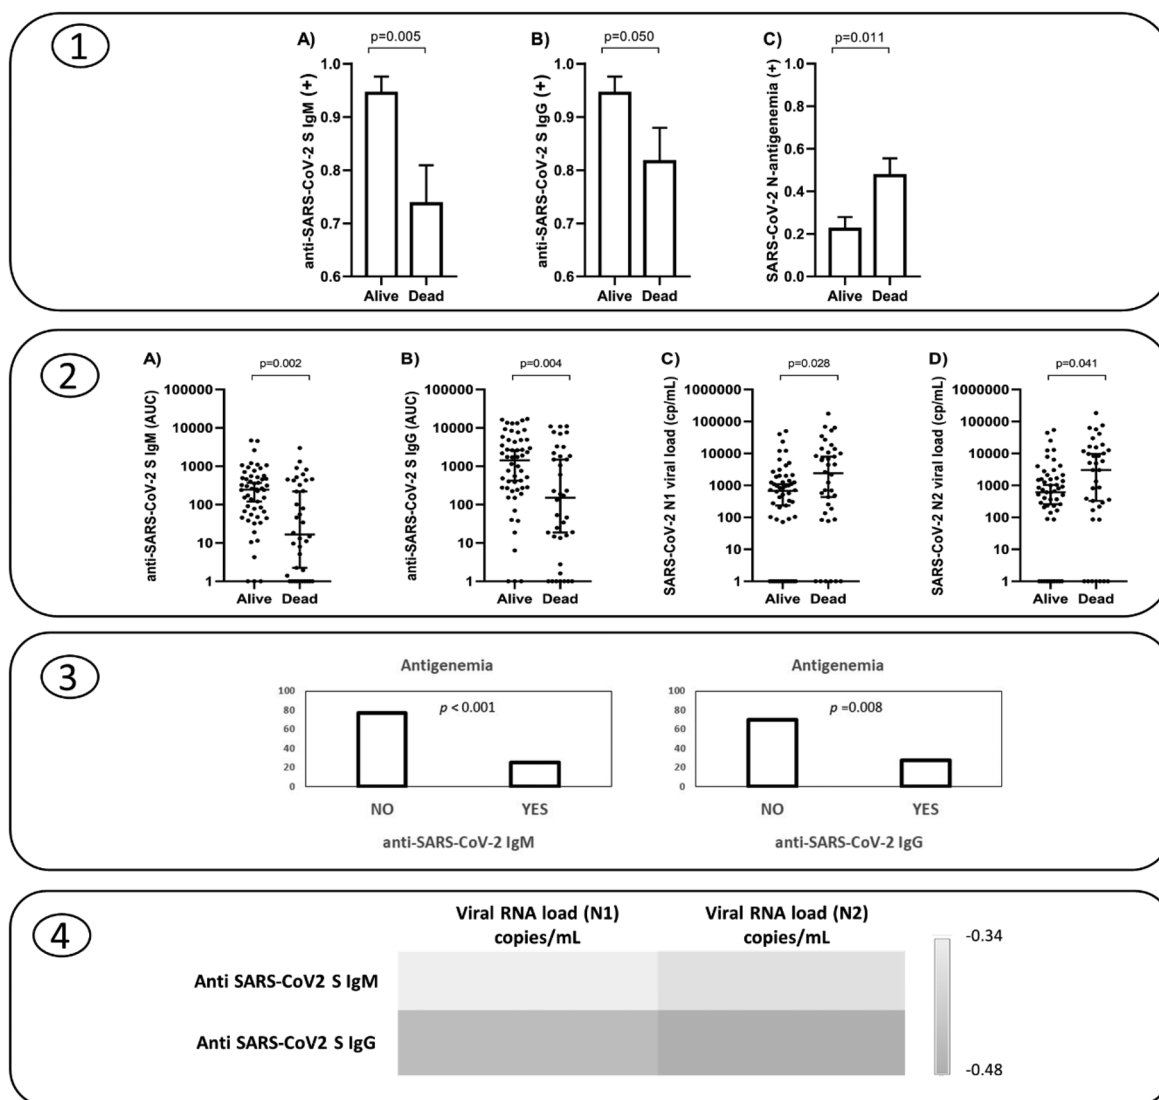 1
A)
p=0.005
anti-SARS-CoV-2 S IgM (+)
1.0
0.9
0.8
0.7
0.6
Alive Dead
B)
p=0.050
anti-SARS-CoV-2 S IgG (+)
1.0
0.9
0.8
0.7
0.6
Alive Dead
C)
p=0.011
SARS-CoV-2 N-antigenemia (+)
1.0
0.8
0.6
0.4
0.2
0.0
Alive Dead
2
A)
p=0.002
anti-SARS-CoV-2 S IgM (AUC)
100000
10000
1000
100
10
1
Alive Dead
B)
p=0.004
anti-SARS-CoV-2 S IgG (AUC)
100000
10000
1000
100
10
1
Alive Dead
C)
p=0.028
SARS-CoV-2 N1 viral load (cp/mL)
1000000
100000
10000
1000
100
10
1
Alive Dead
D)
p=0.041
SARS-CoV-2 N2 viral load (cp/mL)
1000000
100000
10000
1000
100
10
1
Alive Dead
3
Antigenemia
100
80
60
40
20
0
p < 0.001
NO YES
anti-SARS-CoV-2 IgM
Antigenemia
100
80
60
40
20
0
p =0.008
NO YES
anti-SARS-CoV-2 IgG
4
Viral RNA load (N1)
copies/mL
Viral RNA load (N2)
copies/mL
Anti SARS-CoV2 S IgM
Anti SARS-CoV2 S IgG
-0.34
-0.48